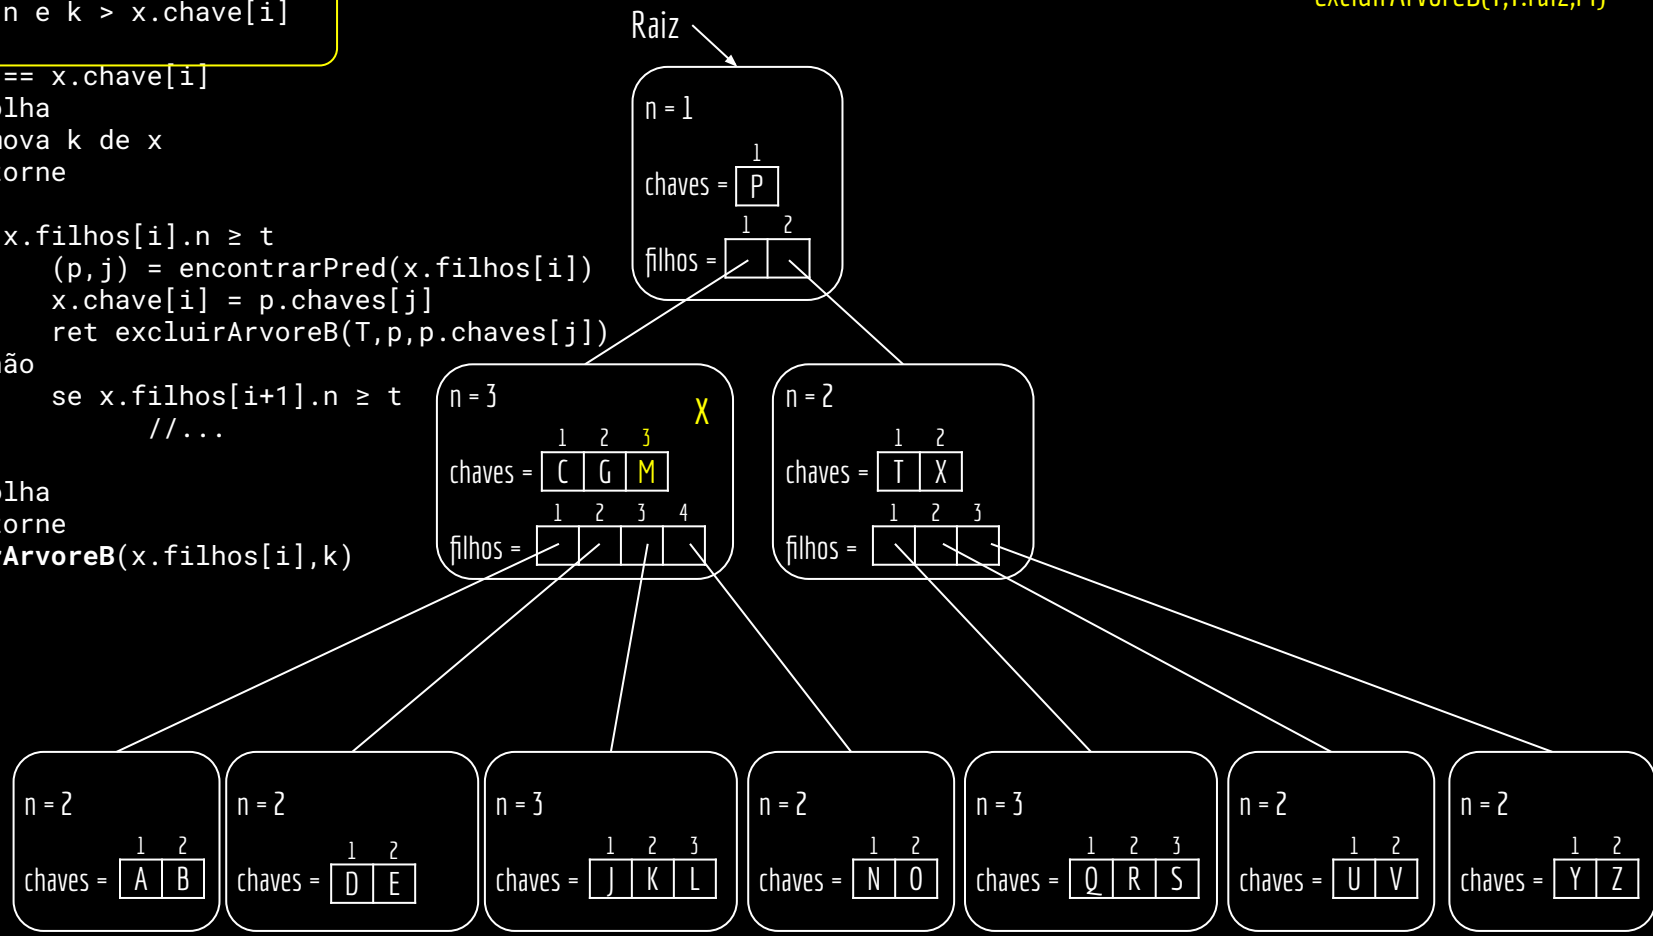 n e k > x.chave[i]
== x.chave[i]
lha
ova k de x
orne
x.filhos[i].n ≥ t
(p,j) = encontrarPred(x.filhos[i])
x.chave[i] = p.chaves[j]
ret excluirArvoreB(T,p,p.chaves[j])
ão
se x.filhos[i+1].n ≥ t
//...
lha
orne
rArvoreB(x.filhos[i],k)
Raiz
n = 1
1
chaves = P
1 2
filhos =
n = 3
X
1 2 3
chaves = C G M
1 2 3 4
filhos =
n = 2
1 2
chaves = T X
1 2 3
filhos =
n = 2
1 2
chaves = A B
n = 2
1 2
chaves = D E
n = 3
1 2 3
chaves = J K L
n = 2
1 2
chaves = N O
n = 3
1 2 3
chaves = Q R S
n = 2
1 2
chaves = U V
n = 2
1 2
chaves = Y Z